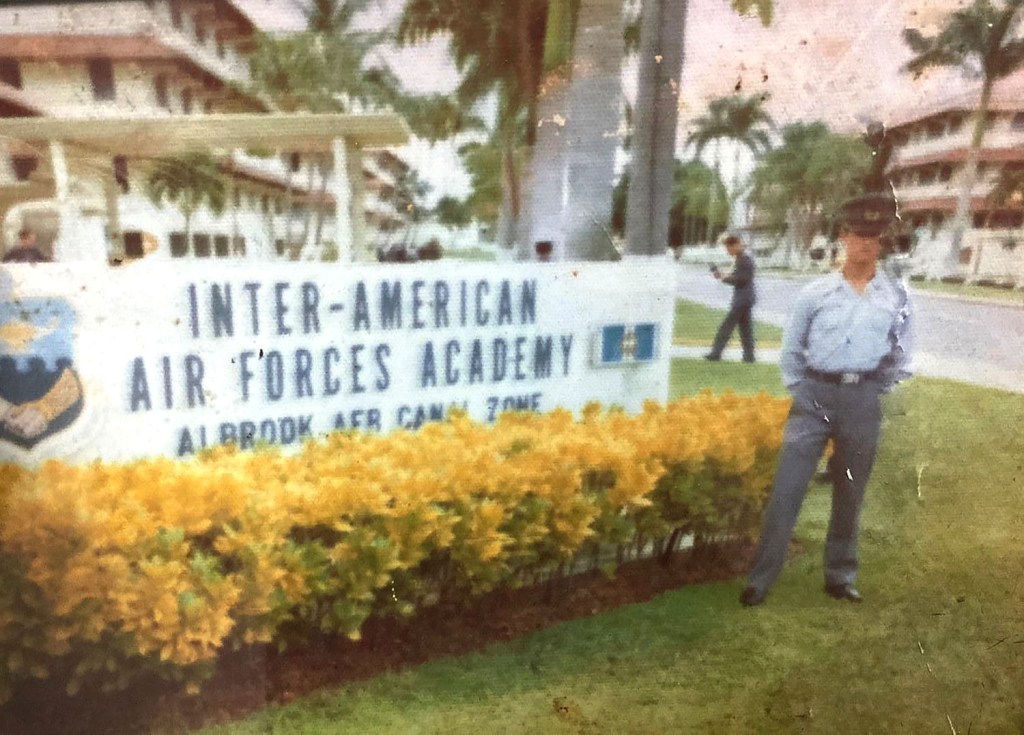 INTER-AMERICAN
AIR FORCES ACADEMY
ALBROOK AFB CANAL ZONE